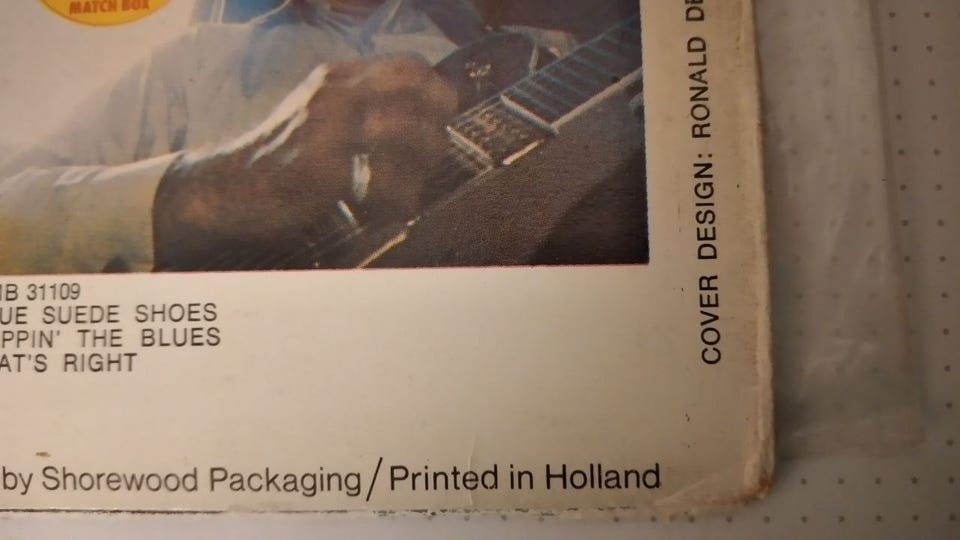 MATCH BOX
MB 31109
UE SUEDE SHOES
PPIN' THE BLUES
AT'S RIGHT
by Shorewood Packaging/Printed in Holland
COVER DESIGN: RONALD DE